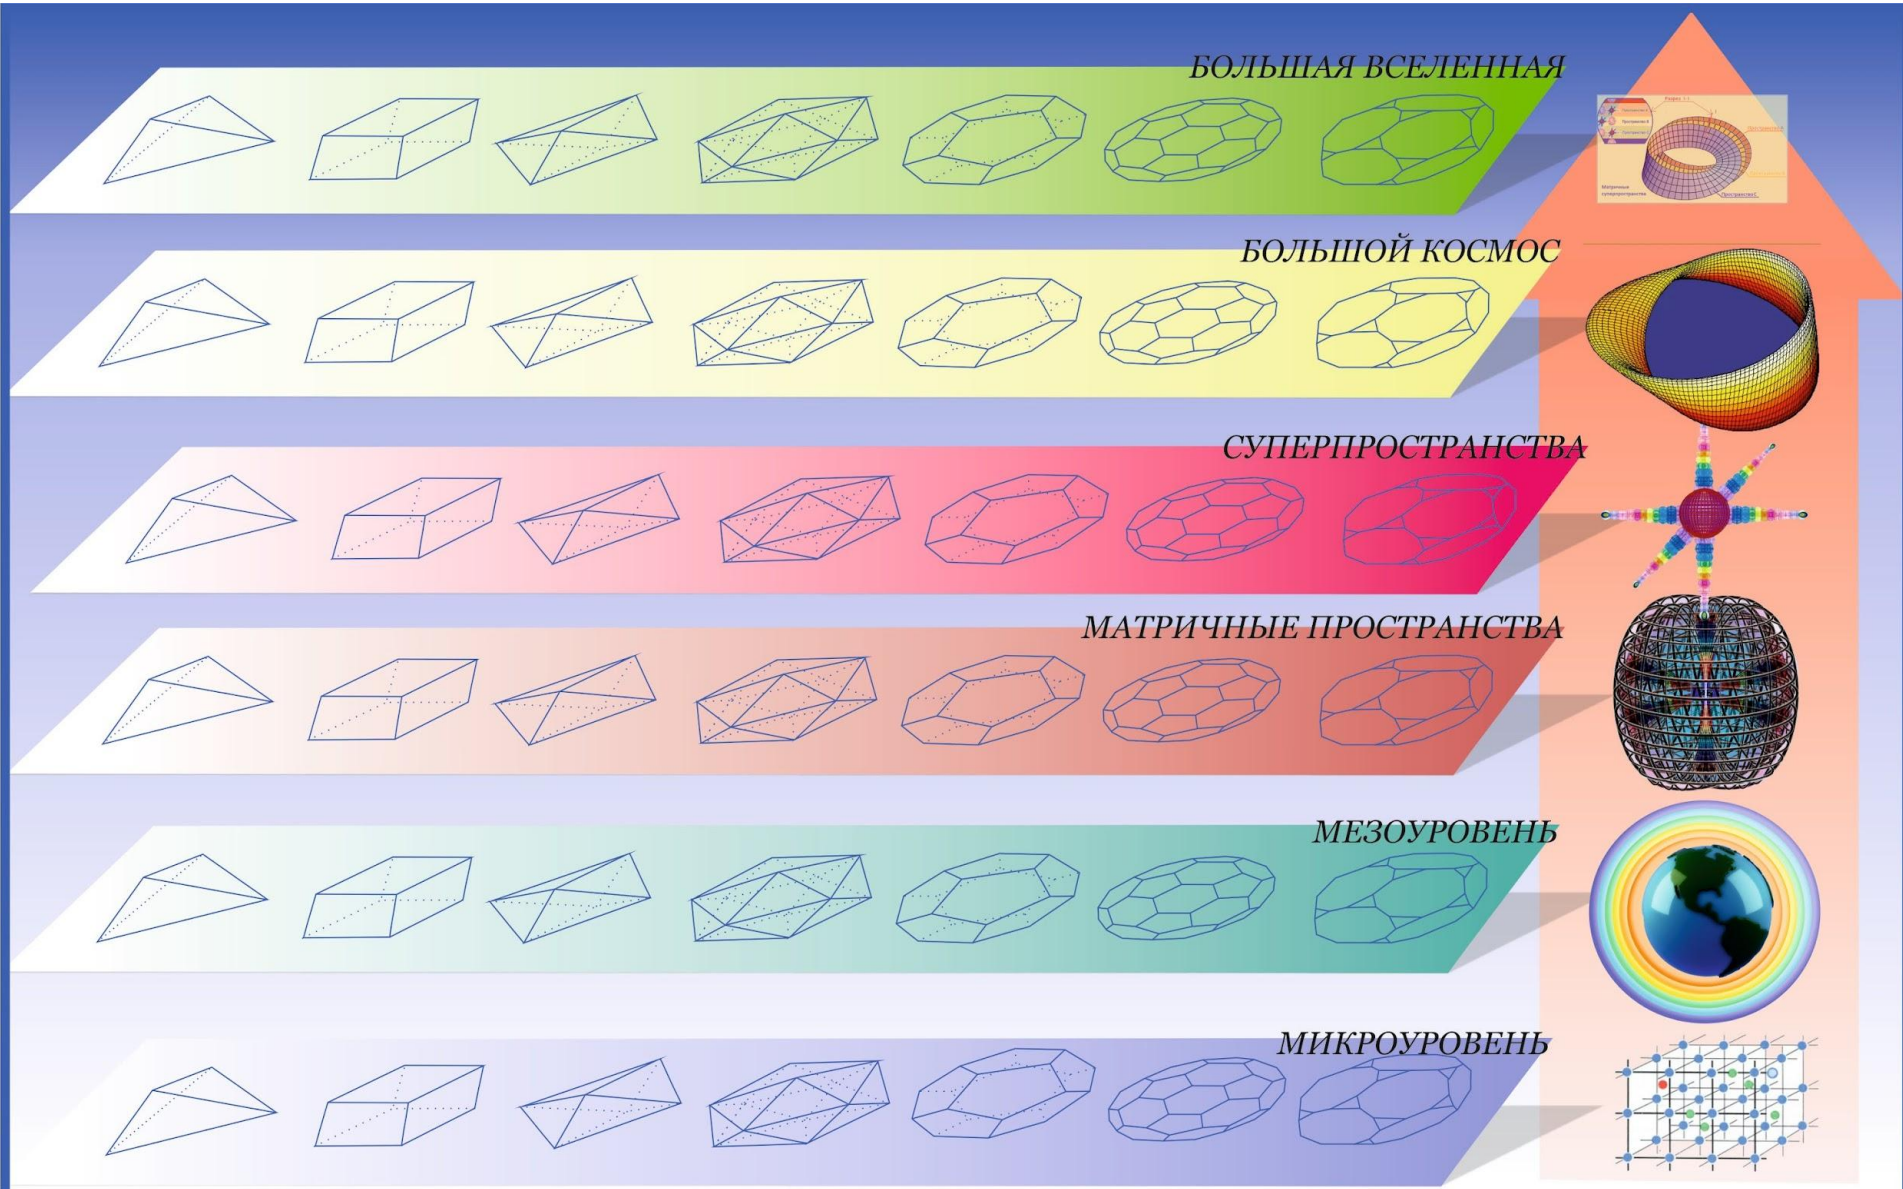 БОЛЬШАЯ ВСЕЛЕННАЯ
БОЛЬШОЙ КОСМОС
СУПЕРПРОСТРАНСТВА
МАТРИЧНЫЕ ПРОСТРАНСТВА
МЕЗОУРОВЕНЬ
МИКРОУРОВЕНЬ